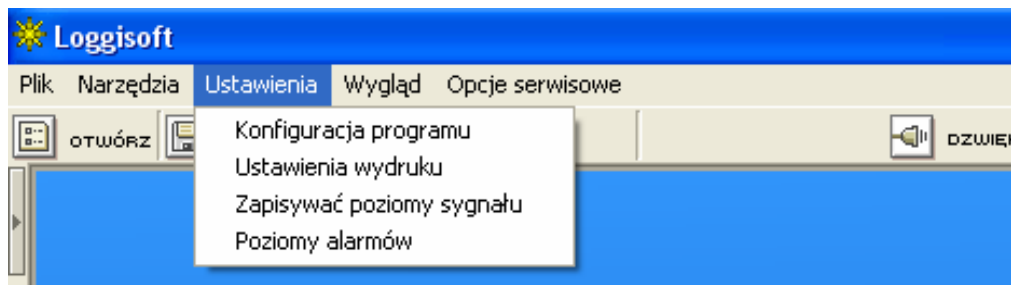 Loggisoft
Plik Narzędzia Ustawienia Wygląd Opcje serwisowe
OTWÓRZ
Konfiguracja programu
Ustawienia wydruku
Zapisywać poziomy sygnału
Poziomy alarmów